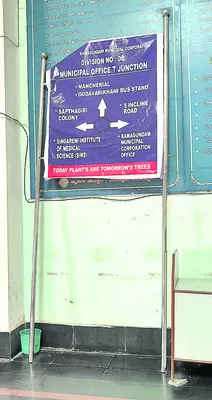 RAMAGUNDAM MUNICIPAL CORPORATION
DIVISION NO: 08
MUNICIPAL OFFICE T JUNCTION
• MANCHERIAL
• GODAVARIKHANI BUS STAND
• SAPTHAGIRI
COLONY
• 5 INCLINE
ROAD
• SINGARENI INSTITUTE
OF MEDICAL
SCIENCE (SIMS)
• RAMAGUNDAM
MUNICIPAL
CORPORATION
OFFICE
TODAY PLANT'S ARE TOMORROW'S TREES